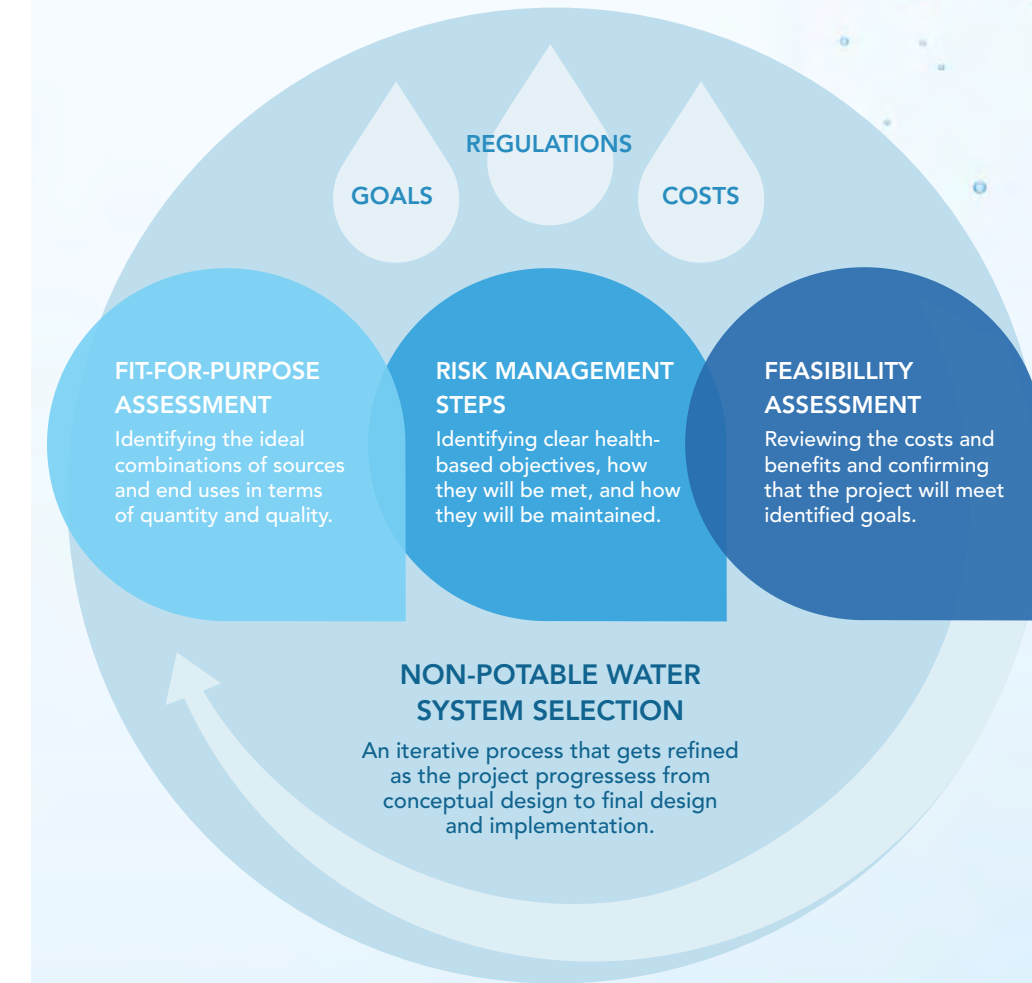 REGULATIONS
GOALS
COSTS
FIT-FOR-PURPOSE
ASSESSMENT
Identifying the ideal
combinations of sources
and end uses in terms
of quantity and quality.
RISK MANAGEMENT
STEPS
Identifying clear health-
based objectives, how
they will be met, and how
they will be maintained.
FEASIBILLITY
ASSESSMENT
Reviewing the costs and
benefits and confirming
that the project will meet
identified goals.
NON-POTABLE WATER
SYSTEM SELECTION
An iterative process that gets refined
as the project progressess from
conceptual design to final design
and implementation.